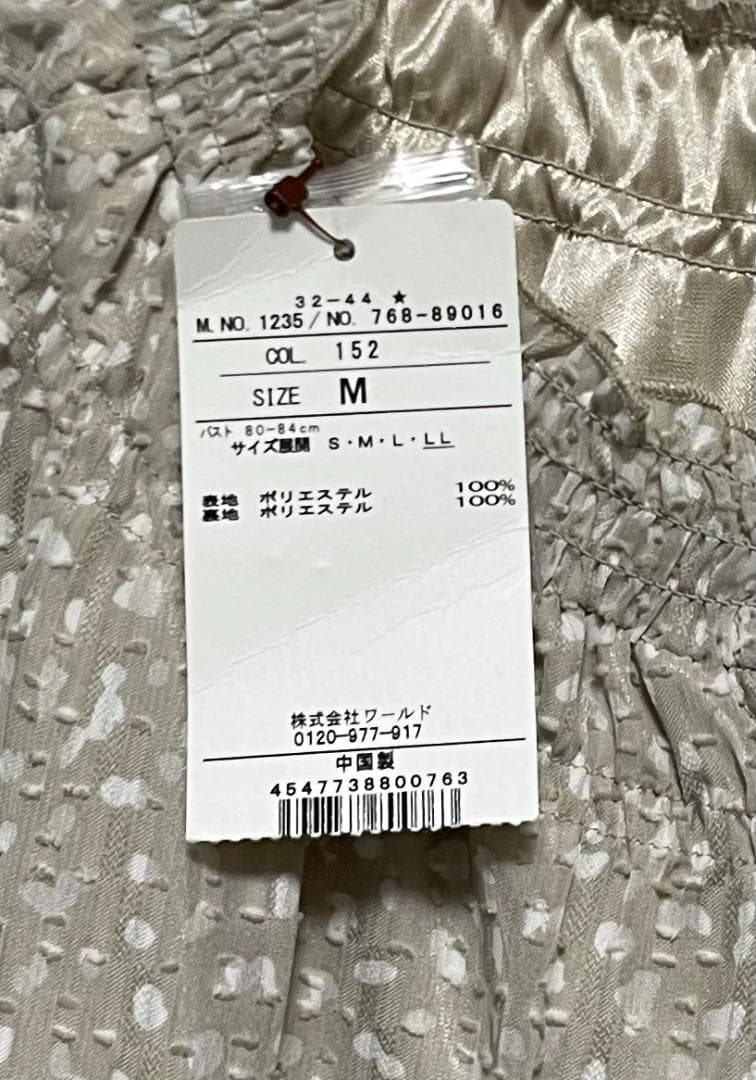 32-44 ★
M.NO. 1235/NO. 768-89016
COL. 152
SIZE M
バスト 80-84cm
サイズ展開 S・M・L・LL
表地 ポリエステル 100%
裏地 ポリエステル 100%
株式会社ワールド
0120-977-917
中国製
4547738800763